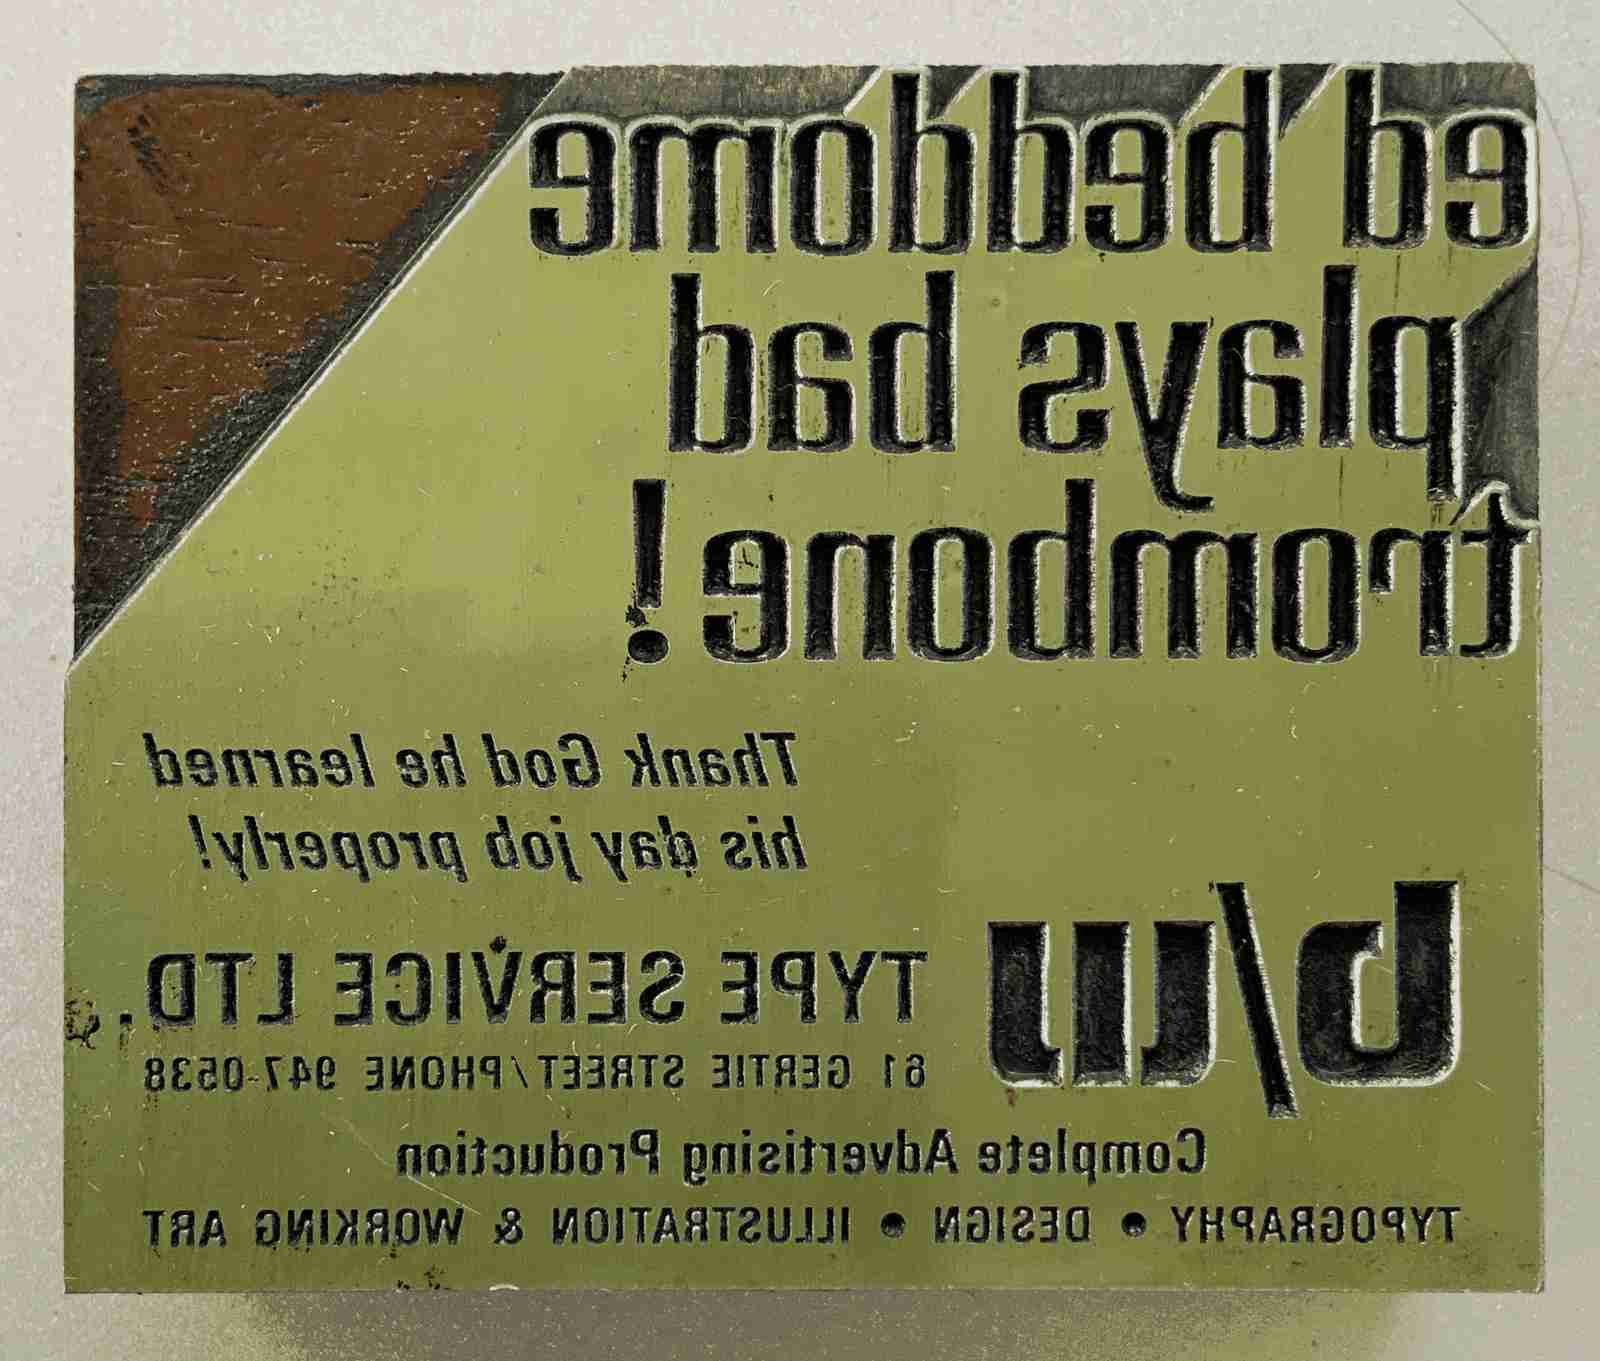 ed beddome
plays bad
trombone!
Thank God he learned
his day job properly!
b/m TYPE SERVICE LTD.
61 GERTIE STREET/PHONE 947-0538
Complete Advertising Production
TYPOGRAPHY • DESIGN • ILLUSTRATION & WORKING ART